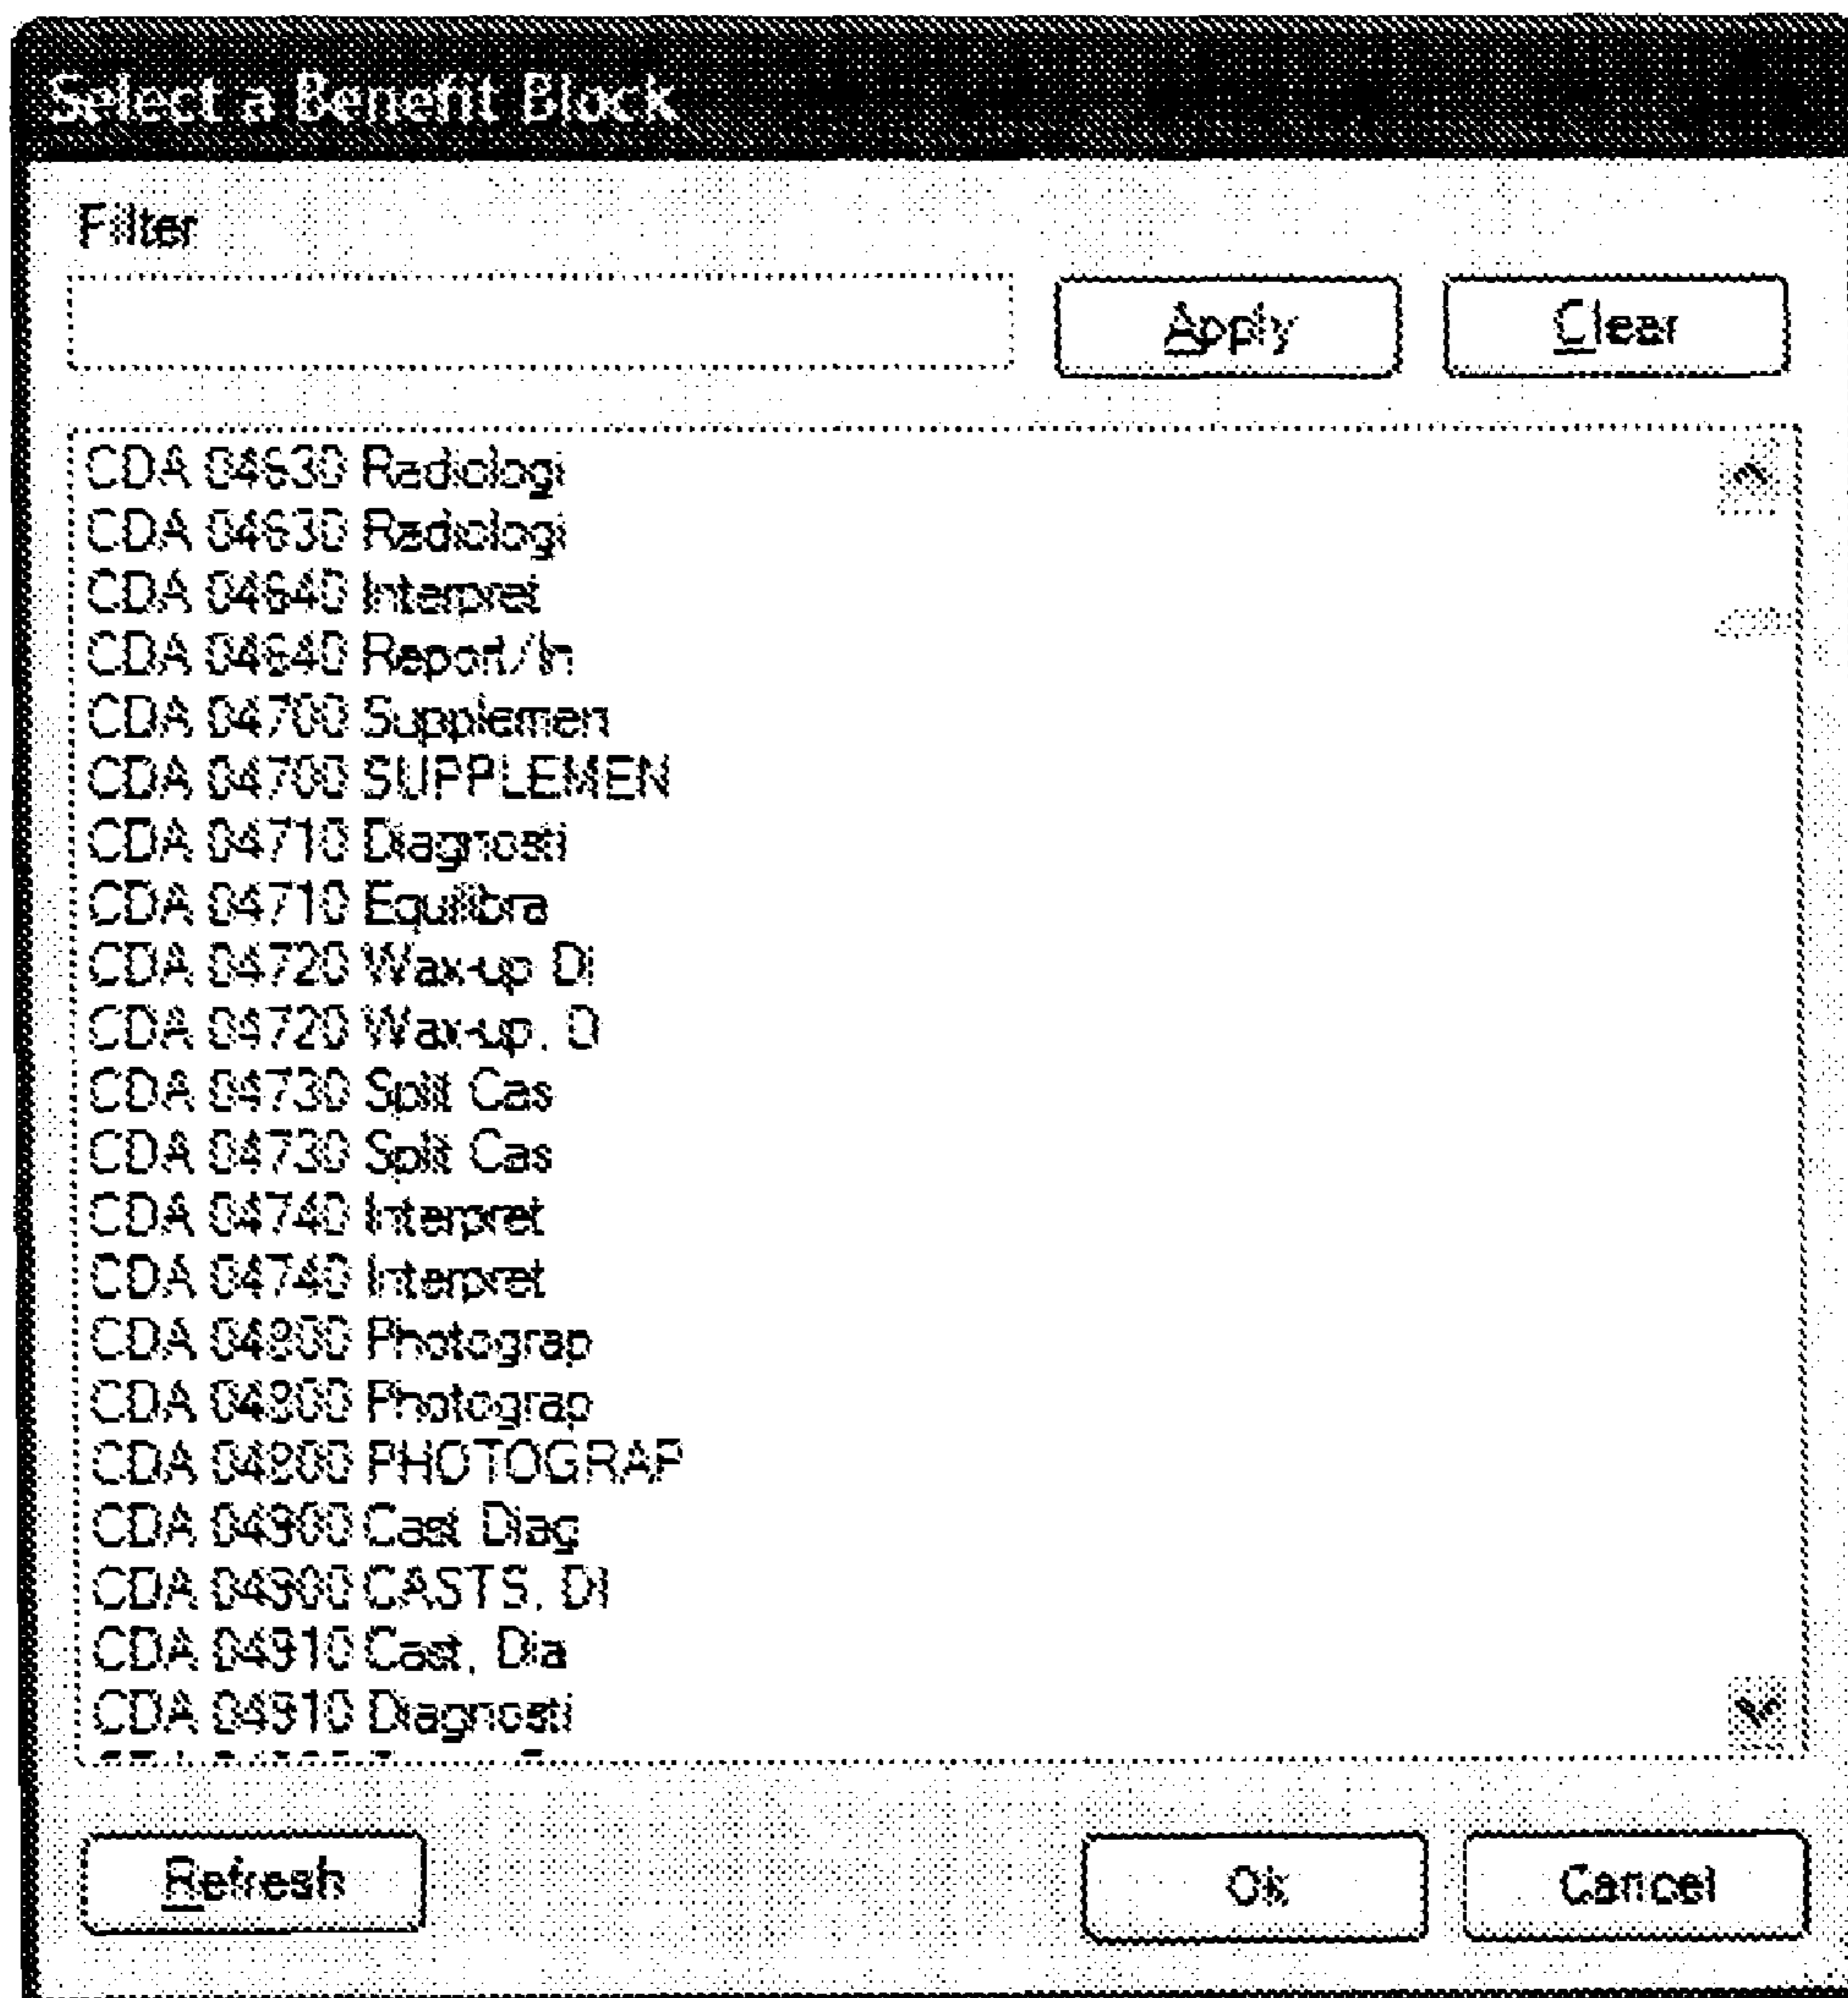 Select a Benefit Block
Filter
Apply Clear
CDA 04630 Radiologi
CDA 04630 Radiologi
CDA 04640 Interpret
CDA 04640 Report/In
CDA 04700 Supplemen
CDA 04700 SUPPLEMEN
CDA 04710 Diagnosti
CDA 04710 Equilibra
CDA 04720 Wax-up Di
CDA 04720 Wax-up, D
CDA 04730 Split Cas
CDA 04730 Split Cas
CDA 04740 Interpret
CDA 04740 Interpret
CDA 04800 Photograp
CDA 04800 Photograp
CDA 04800 PHOTOGRAP
CDA 04900 Cast Diag
CDA 04900 CASTS, DI
CDA 04910 Cast, Dia
CDA 04910 Diagnosti
Refresh Ok Cancel